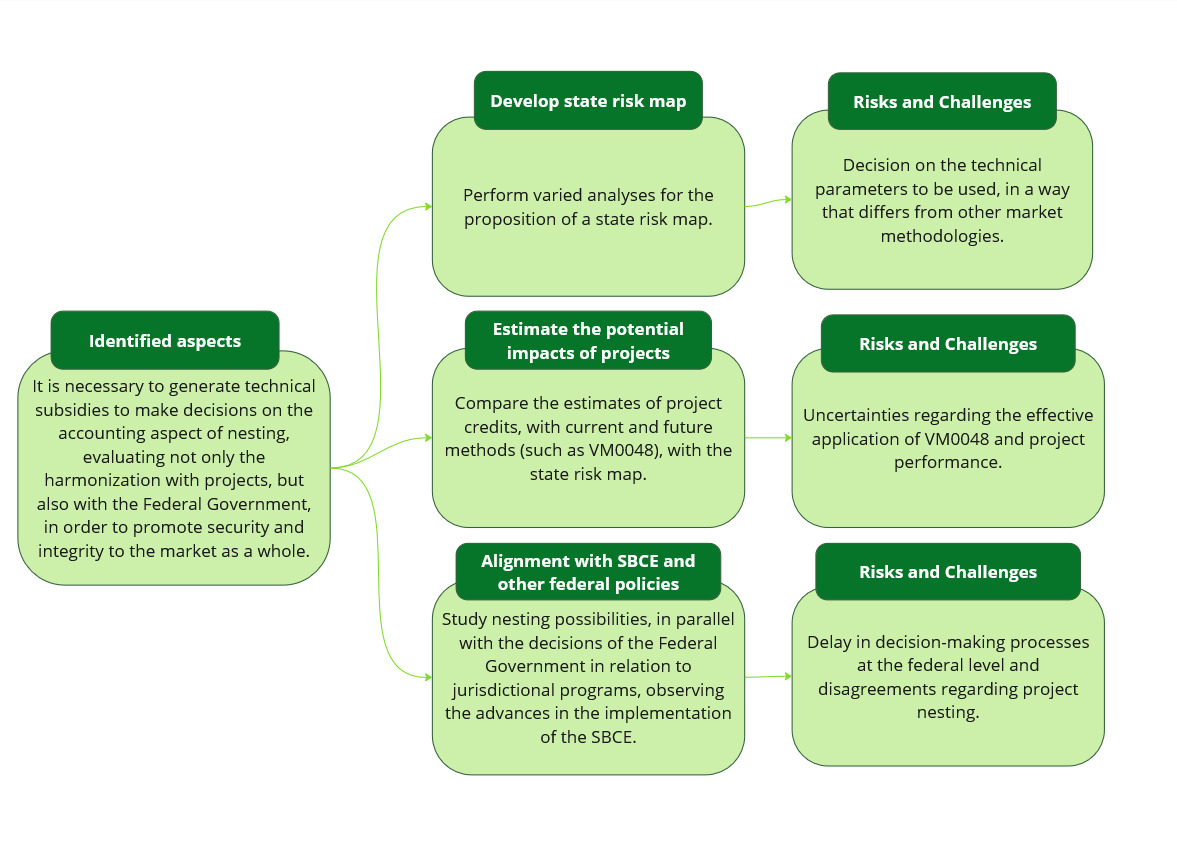 Identified aspects
It is necessary to generate technical
subsidies to make decisions on the
accounting aspect of nesting,
evaluating not only the
harmonization with projects, but
also with the Federal Government,
in order to promote security and
integrity to the market as a whole.
Develop state risk map
Perform varied analyses for the
proposition of a state risk map.
Risks and Challenges
Decision on the technical
parameters to be used, in a way
that differs from other market
methodologies.
Estimate the potential
impacts of projects
Compare the estimates of project
credits, with current and future
methods (such as VM0048), with the
state risk map.
Risks and Challenges
Uncertainties regarding the effective
application of VM0048 and project
performance.
Alignment with SBCE and
other federal policies
Study nesting possibilities, in parallel
with the decisions of the Federal
Government in relation to
jurisdictional programs, observing
the advances in the implementation
of the SBCE.
Risks and Challenges
Delay in decision-making processes
at the federal level and
disagreements regarding project
nesting.